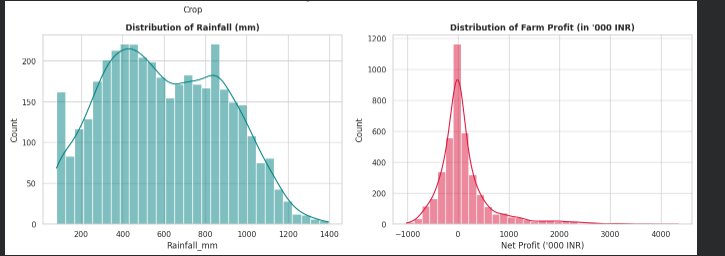 Crop
Distribution of Rainfall (mm)
200
150
100
50
0
Count
200 400 600 800 1000 1200 1400
Rainfall_mm
Distribution of Farm Profit (in '000 INR)
1200
1000
800
600
400
200
0
Count
−1000 0 1000 2000 3000 4000
Net Profit ('000 INR)